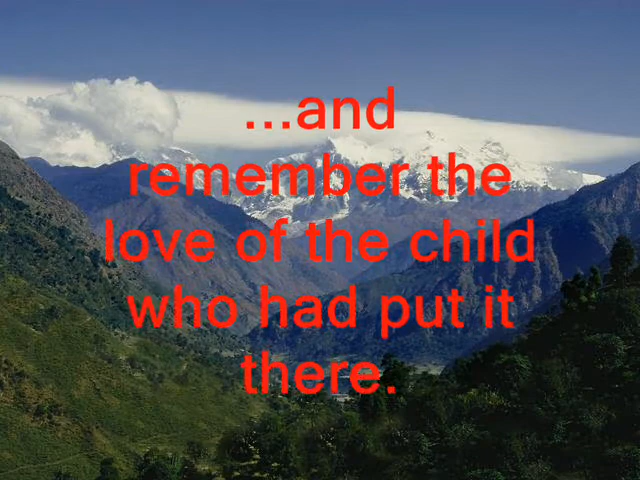 ...and
remember the
love of the child
who had put it
there.